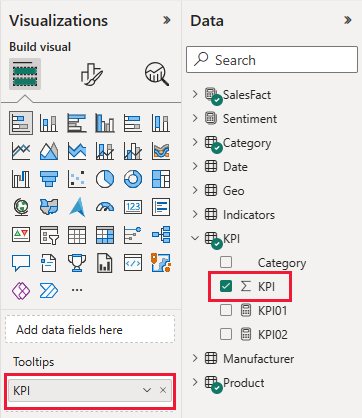 Visualizations
Build visual
123
Add data fields here
Tooltips
KPI
Data
Search
SalesFact
Sentiment
Category
Date
Geo
Indicators
KPI
Category
KPI
KPI01
KPI02
Manufacturer
Product